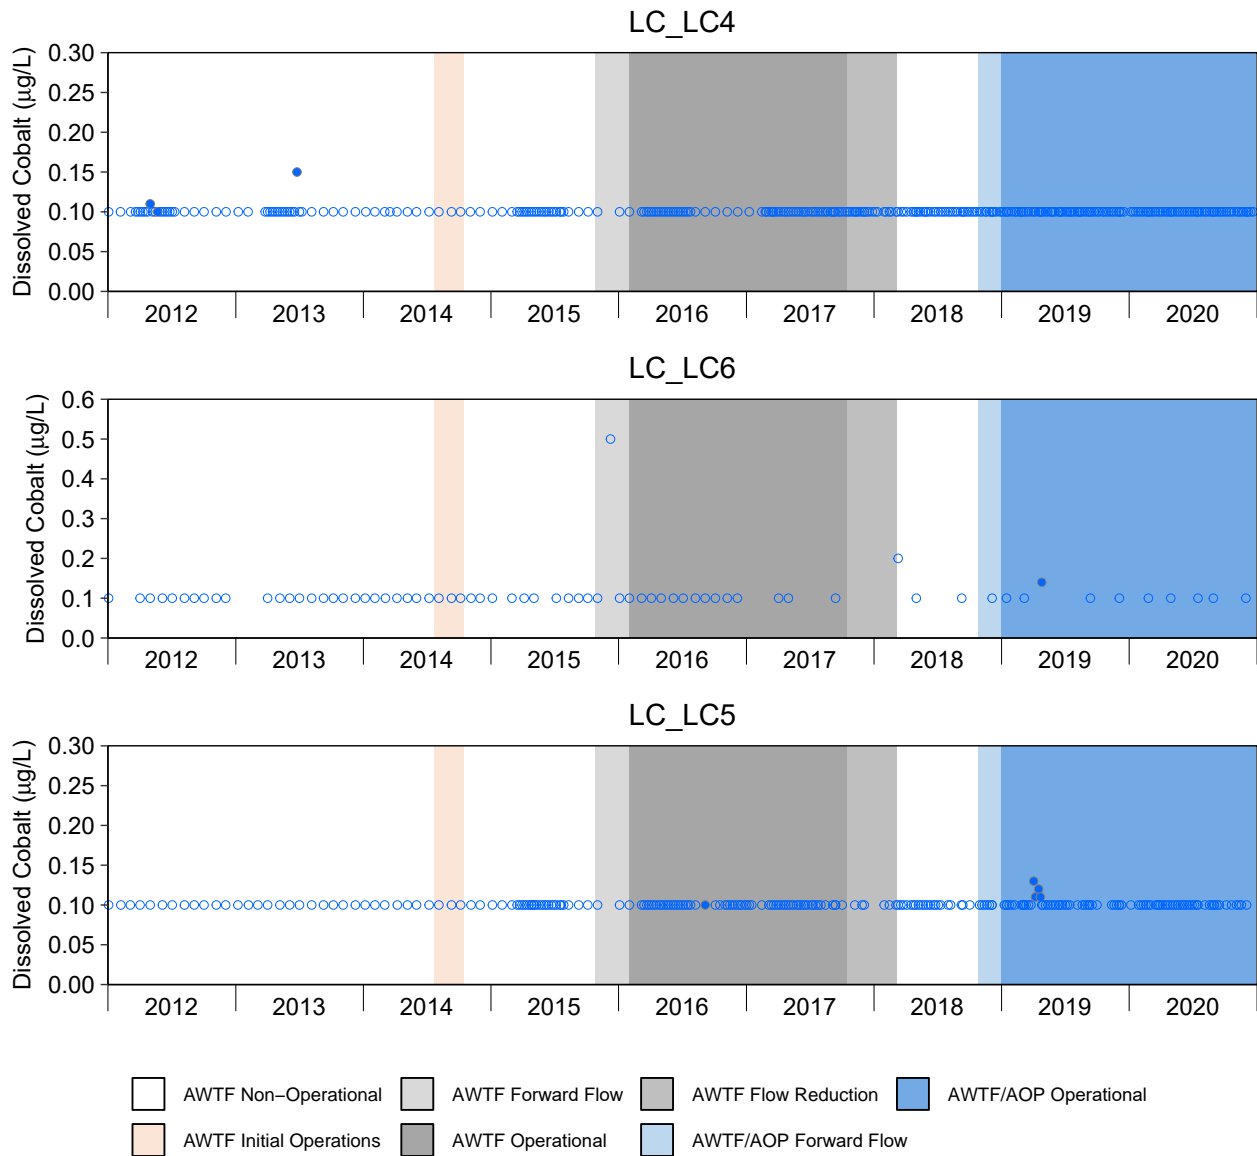 LC_LC4
Dissolved Cobalt (µg/L)
0.30
0.25
0.20
0.15
0.10
0.05
0.00
2012 2013 2014 2015 2016 2017 2018 2019 2020
LC_LC6
Dissolved Cobalt (µg/L)
0.6
0.5
0.4
0.3
0.2
0.1
0.0
2012 2013 2014 2015 2016 2017 2018 2019 2020
LC_LC5
Dissolved Cobalt (µg/L)
0.30
0.25
0.20
0.15
0.10
0.05
0.00
2012 2013 2014 2015 2016 2017 2018 2019 2020
AWTF Non−Operational AWTF Forward Flow AWTF Flow Reduction AWTF/AOP Operational
AWTF Initial Operations AWTF Operational AWTF/AOP Forward Flow